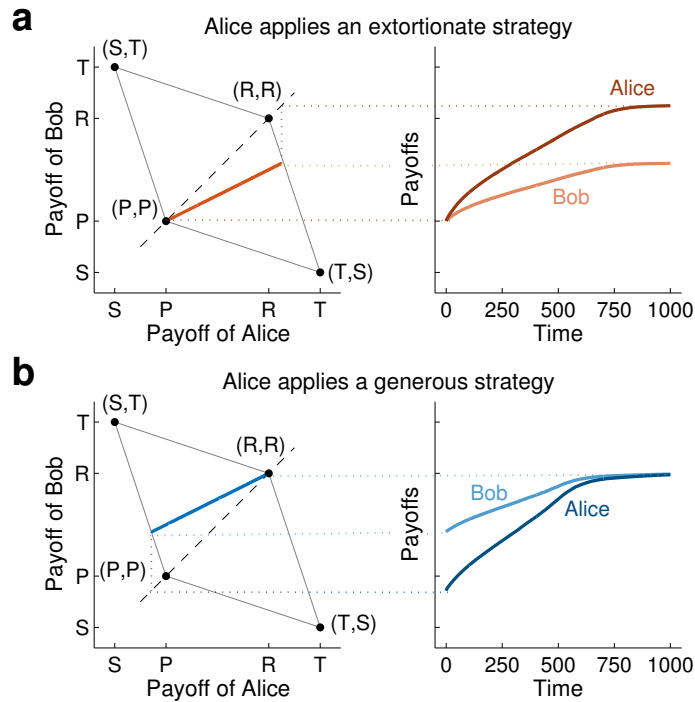 a
Alice applies an extortionate strategy
Payoff of Bob
T
R
P
S
(S,T)
(R,R)
(P,P)
(T,S)
S P R T
Payoff of Alice
Payoffs
Alice
Bob
0 250 500 750 1000
Time
b
Alice applies a generous strategy
Payoff of Bob
T
R
P
S
(S,T)
(R,R)
(P,P)
(T,S)
S P R T
Payoff of Alice
Payoffs
Bob
Alice
0 250 500 750 1000
Time